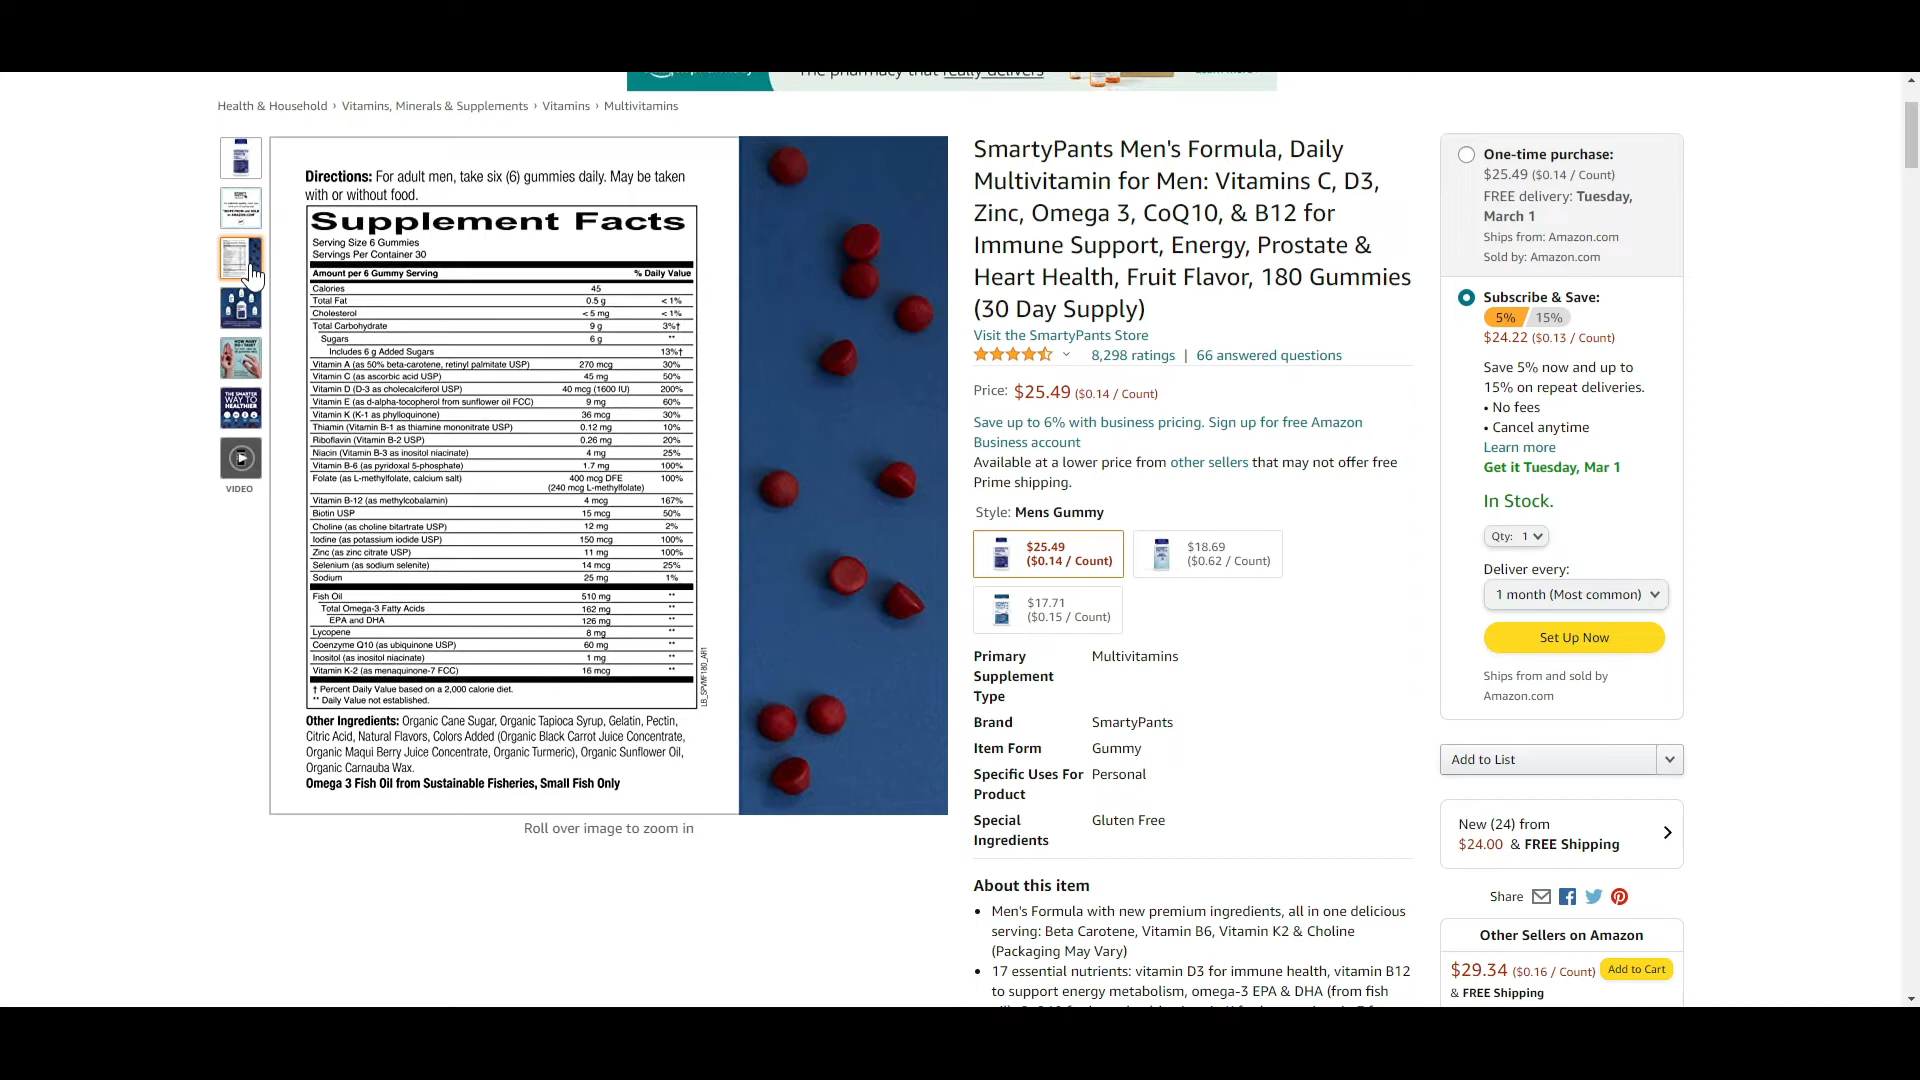 The pharmacy that really delivers
Health & Household › Vitamins, Minerals & Supplements › Vitamins › Multivitamins
Directions: For adult men, take six (6) gummies daily. May be taken
with or without food.
Supplement Facts
Serving Size 6 Gummies
Servings Per Container 30
Amount per 6 Gummy Serving % Daily Value
Calories 45
Total Fat 0.5 g < 1%
Cholesterol < 5 mg < 1%
Total Carbohydrate 9 g 3%†
Sugars 6 g **
Includes 6 g Added Sugars 13%†
Vitamin A (as 50% beta-carotene, retinyl palmitate USP) 270 mcg 30%
Vitamin C (as ascorbic acid USP) 45 mg 50%
Vitamin D (D-3 as cholecalciferol USP) 40 mcg (1600 IU) 200%
Vitamin E (as d-alpha-tocopherol from sunflower oil FCC) 9 mg 60%
Vitamin K (K-1 as phylloquinone) 36 mcg 30%
Thiamin (Vitamin B-1 as thiamine mononitrate USP) 0.12 mg 10%
Riboflavin (Vitamin B-2 USP) 0.26 mg 20%
Niacin (Vitamin B-3 as inositol niacinate) 4 mg 25%
Vitamin B-6 (as pyridoxal 5-phosphate) 1.7 mg 100%
Folate (as L-methylfolate, calcium salt) 400 mcg DFE 100%
(240 mcg L-methylfolate)
Vitamin B-12 (as methylcobalamin) 4 mcg 167%
Biotin USP 15 mcg 50%
Choline (as choline bitartrate USP) 12 mg 2%
Iodine (as potassium iodide USP) 150 mcg 100%
Zinc (as zinc citrate USP) 11 mg 100%
Selenium (as sodium selenite) 14 mcg 25%
Sodium 25 mg 1%
Fish Oil 510 mg **
Total Omega-3 Fatty Acids 162 mg **
EPA and DHA 126 mg **
Lycopene 8 mg **
Coenzyme Q10 (as ubiquinone USP) 60 mg **
Inositol (as inositol niacinate) 1 mg **
Vitamin K-2 (as menaquinone-7 FCC) 16 mcg **
† Percent Daily Value based on a 2,000 calorie diet.
** Daily Value not established.
Other Ingredients: Organic Cane Sugar, Organic Tapioca Syrup, Gelatin, Pectin,
Citric Acid, Natural Flavors, Colors Added (Organic Black Carrot Juice Concentrate,
Organic Maqui Berry Juice Concentrate, Organic Turmeric), Organic Sunflower Oil,
Organic Carnauba Wax.
Omega 3 Fish Oil from Sustainable Fisheries, Small Fish Only
Roll over image to zoom in
THE SMARTER
WAY TO
HEALTHIER
VIDEO
SmartyPants Men's Formula, Daily
Multivitamin for Men: Vitamins C, D3,
Zinc, Omega 3, CoQ10, & B12 for
Immune Support, Energy, Prostate &
Heart Health, Fruit Flavor, 180 Gummies
(30 Day Supply)
Visit the SmartyPants Store
8,298 ratings | 66 answered questions
Price: $25.49 ($0.14 / Count)
Save up to 6% with business pricing. Sign up for free Amazon
Business account
Available at a lower price from other sellers that may not offer free
Prime shipping.
Style: Mens Gummy
$25.49
($0.14 / Count)
$18.69
($0.62 / Count)
$17.71
($0.15 / Count)
Primary Supplement Type Multivitamins
Brand SmartyPants
Item Form Gummy
Specific Uses For Product Personal
Special Ingredients Gluten Free
About this item
• Men's Formula with new premium ingredients, all in one delicious
serving: Beta Carotene, Vitamin B6, Vitamin K2 & Choline
(Packaging May Vary)
• 17 essential nutrients: vitamin D3 for immune health, vitamin B12
to support energy metabolism, omega-3 EPA & DHA (from fish
One-time purchase:
$25.49 ($0.14 / Count)
FREE delivery: Tuesday,
March 1
Ships from: Amazon.com
Sold by: Amazon.com
Subscribe & Save:
5% 15%
$24.22 ($0.13 / Count)
Save 5% now and up to
15% on repeat deliveries.
• No fees
• Cancel anytime
Learn more
Get it Tuesday, Mar 1
In Stock.
Qty: 1
Deliver every:
1 month (Most common)
Set Up Now
Ships from and sold by
Amazon.com
Add to List
New (24) from
$24.00 & FREE Shipping
Share
Other Sellers on Amazon
$29.34 ($0.16 / Count) Add to Cart
& FREE Shipping